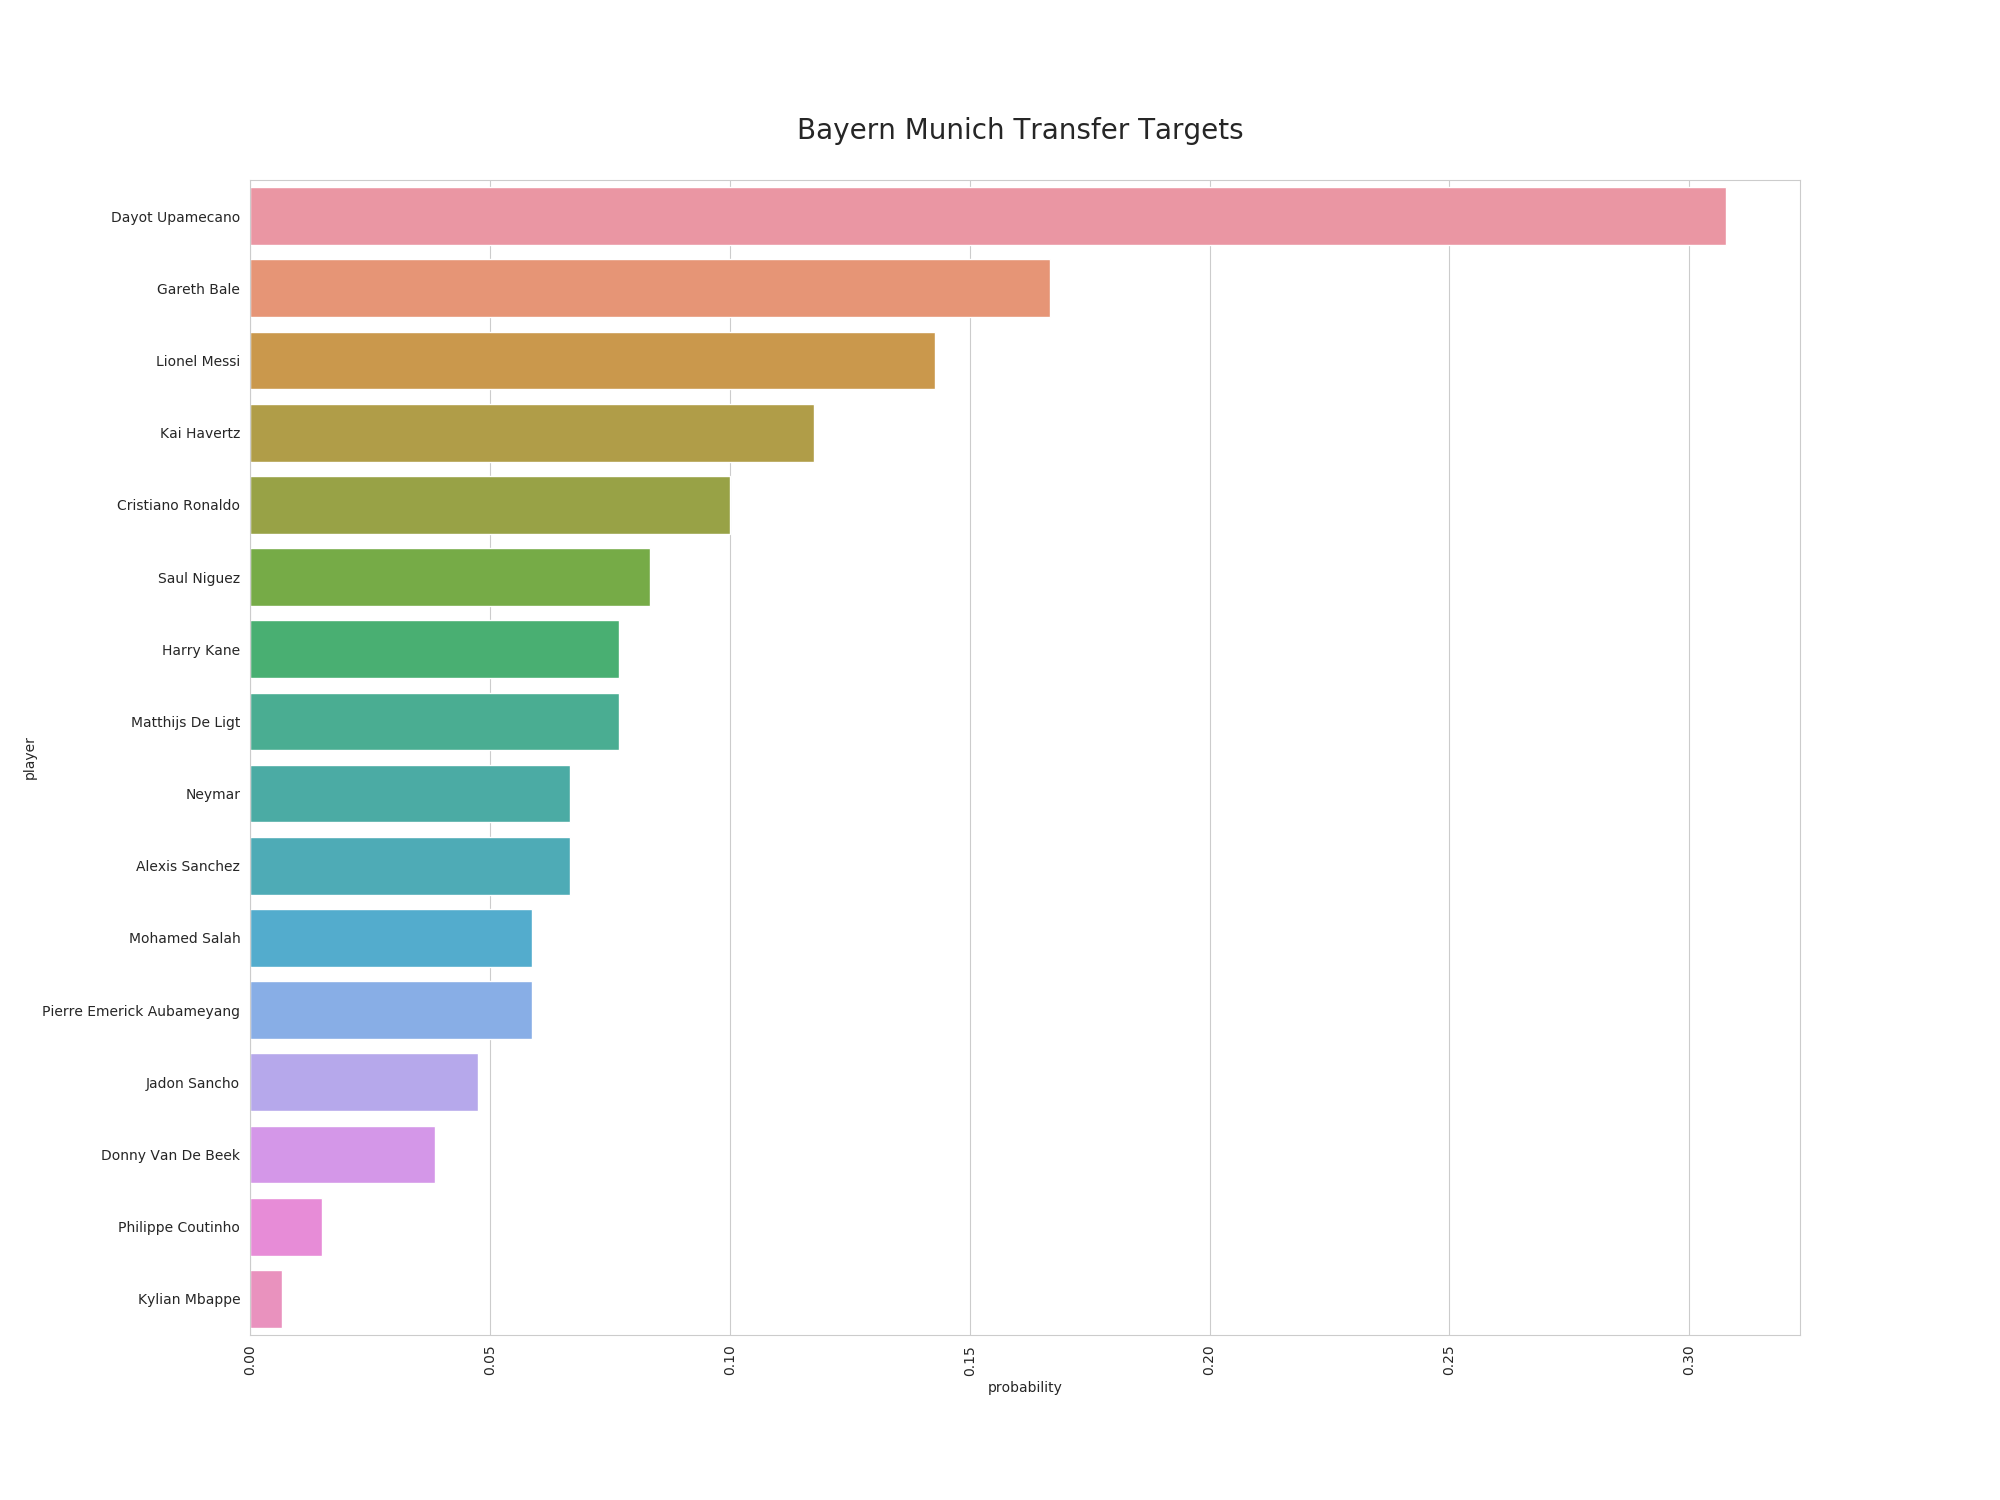 Bayern Munich Transfer Targets
Dayot Upamecano
Gareth Bale
Lionel Messi
Kai Havertz
Cristiano Ronaldo
Saul Niguez
Harry Kane
Matthijs De Ligt
player
Neymar
Alexis Sanchez
Mohamed Salah
Pierre Emerick Aubameyang
Jadon Sancho
Donny Van De Beek
Philippe Coutinho
Kylian Mbappe
0.00 0.05 0.10 0.15 0.20 0.25 0.30
probability